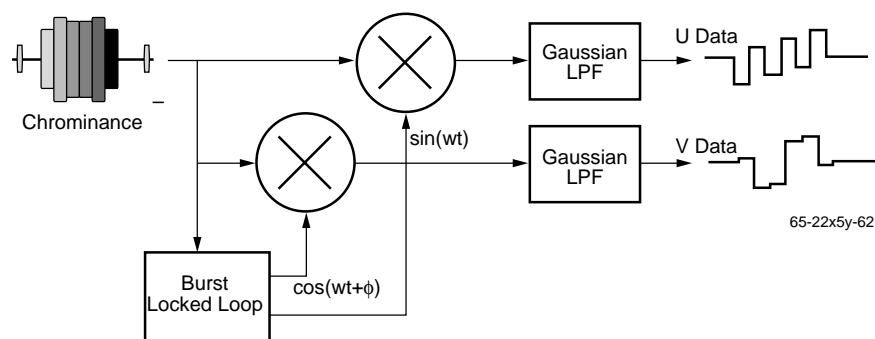 U Data
Gaussian
LPF
Chrominance
sin(wt)
V Data
Gaussian
LPF
65-22x5y-62
Burst
Locked Loop
cos(wt+ϕ)